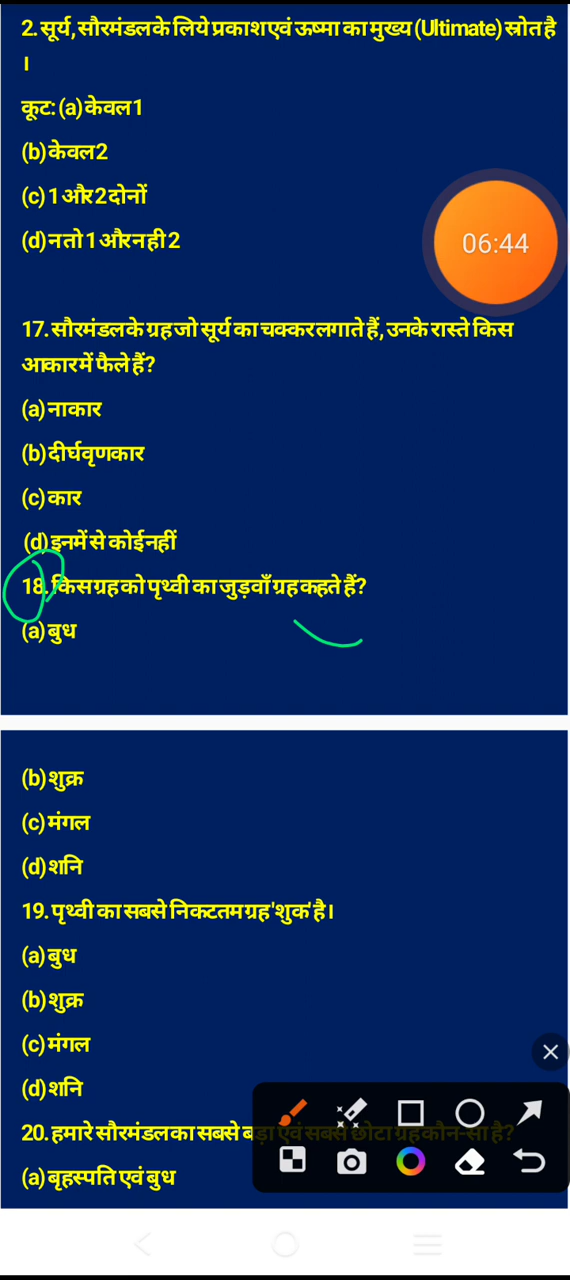 2. सूर्य, सौरमंडल के लिये प्रकाश एवं ऊष्मा का मुख्य (Ultimate) स्रोत है
।
कूट: (a) केवल 1
(b) केवल 2
(c) 1 और 2 दोनों
(d) न तो 1 और न ही 2
06:44
17. सौरमंडल के ग्रह जो सूर्य का चक्कर लगाते हैं, उनके रास्ते किस
आकार में फैले हैं?
(a) नाकार
(b) दीर्घवृणकार
(c) कार
(d) इनमें से कोई नहीं
18. किस ग्रह को पृथ्वी का जुड़वाँ ग्रह कहते हैं?
(a) बुध
(b) शुक्र
(c) मंगल
(d) शनि
19. पृथ्वी का सबसे निकटतम ग्रह 'शुक' है।
(a) बुध
(b) शुक्र
(c) मंगल
(d) शनि
20. हमारे सौरमंडल का सबसे बड़ा एवं सबसे छोटा ग्रह कौन-सा है?
(a) बृहस्पति एवं बुध